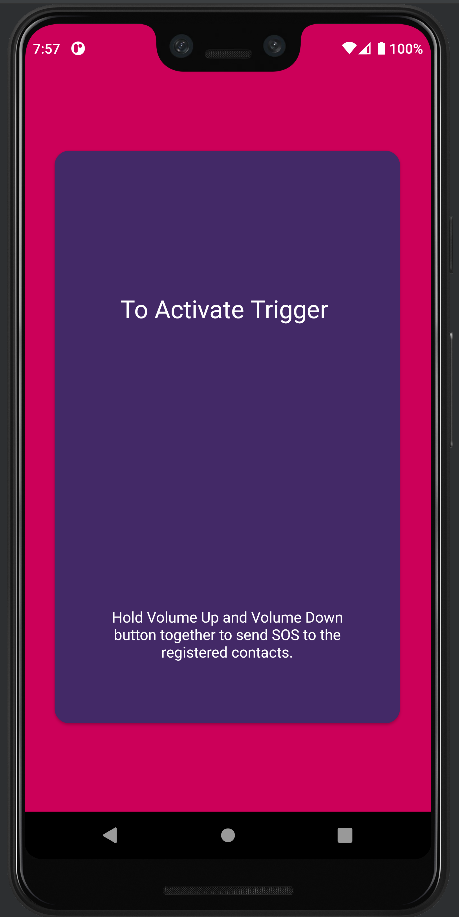 7:57
100%
To Activate Trigger
Hold Volume Up and Volume Down
button together to send SOS to the
registered contacts.